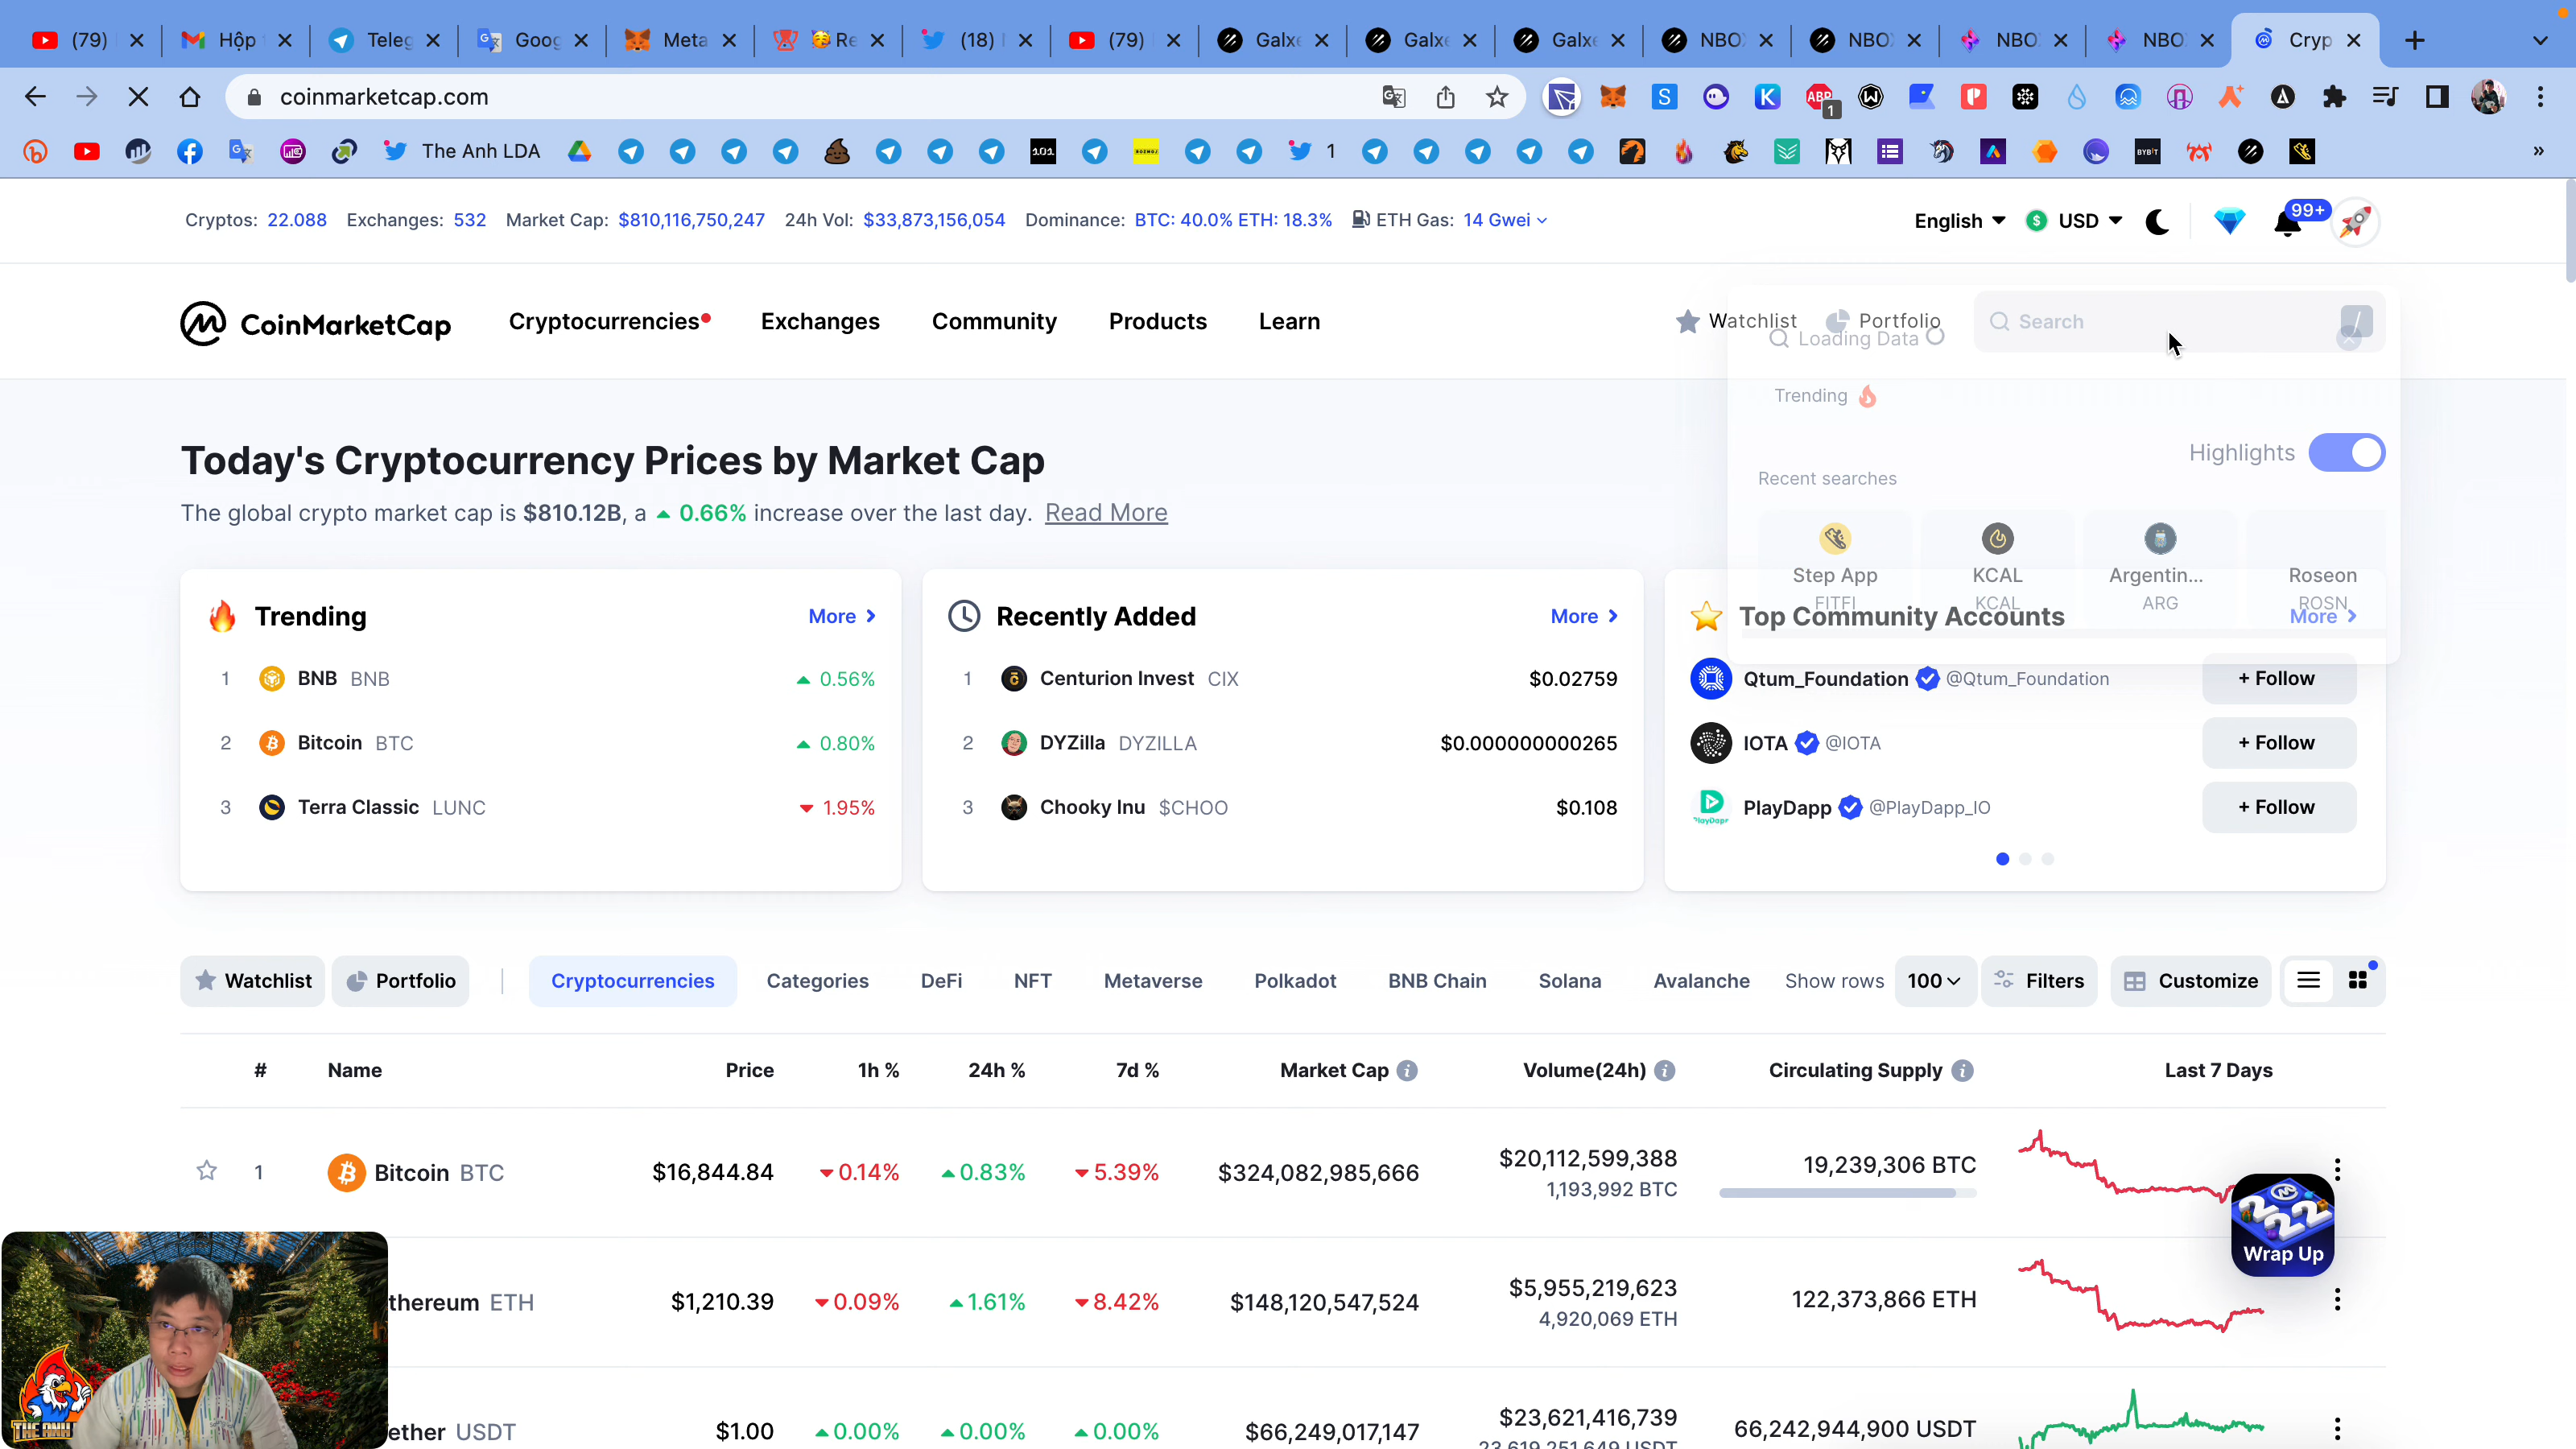 (79)
Hộp
Teleg
Goog
Meta
Re
(18)
(79)
Galxe
Galxe
Galxe
NBO
NBO
NBO
NBO
Cryp
coinmarketcap.com
ABP
1
The Anh LDA
101
1
BYBIT
Cryptos: 22.088 Exchanges: 532 Market Cap: $810,116,750,247 24h Vol: $33,873,156,054 Dominance: BTC: 40.0% ETH: 18.3% ETH Gas: 14 Gwei
English USD 99+
CoinMarketCap Cryptocurrencies Exchanges Community Products Learn Watchlist Portfolio Search /
Loading Data
Trending
Highlights
Recent searches
Step App KCAL Argentin... Roseon
FITFI KCAL ARG ROSN
Today's Cryptocurrency Prices by Market Cap
The global crypto market cap is $810.12B, a 0.66% increase over the last day. Read More
Trending More
1 BNB BNB 0.56%
2 Bitcoin BTC 0.80%
3 Terra Classic LUNC 1.95%
Recently Added More
1 Centurion Invest CIX $0.02759
2 DYZilla DYZILLA $0.000000000265
3 Chooky Inu $CHOO $0.108
Top Community Accounts More
Qtum_Foundation @Qtum_Foundation + Follow
IOTA @IOTA + Follow
PlayDapp @PlayDapp_IO + Follow
Watchlist Portfolio Cryptocurrencies Categories DeFi NFT Metaverse Polkadot BNB Chain Solana Avalanche Show rows 100 Filters Customize
# Name Price 1h % 24h % 7d % Market Cap Volume(24h) Circulating Supply Last 7 Days
1 Bitcoin BTC $16,844.84 0.14% 0.83% 5.39% $324,082,985,666 $20,112,599,388 19,239,306 BTC
1,193,992 BTC
Wrap Up
thereum ETH $1,210.39 0.09% 1.61% 8.42% $148,120,547,524 $5,955,219,623 122,373,866 ETH
4,920,069 ETH
ether USDT $1.00 0.00% 0.00% 0.00% $66,249,017,147 $23,621,416,739 66,242,944,900 USDT
23,619,251,649 USDT
THE ANH